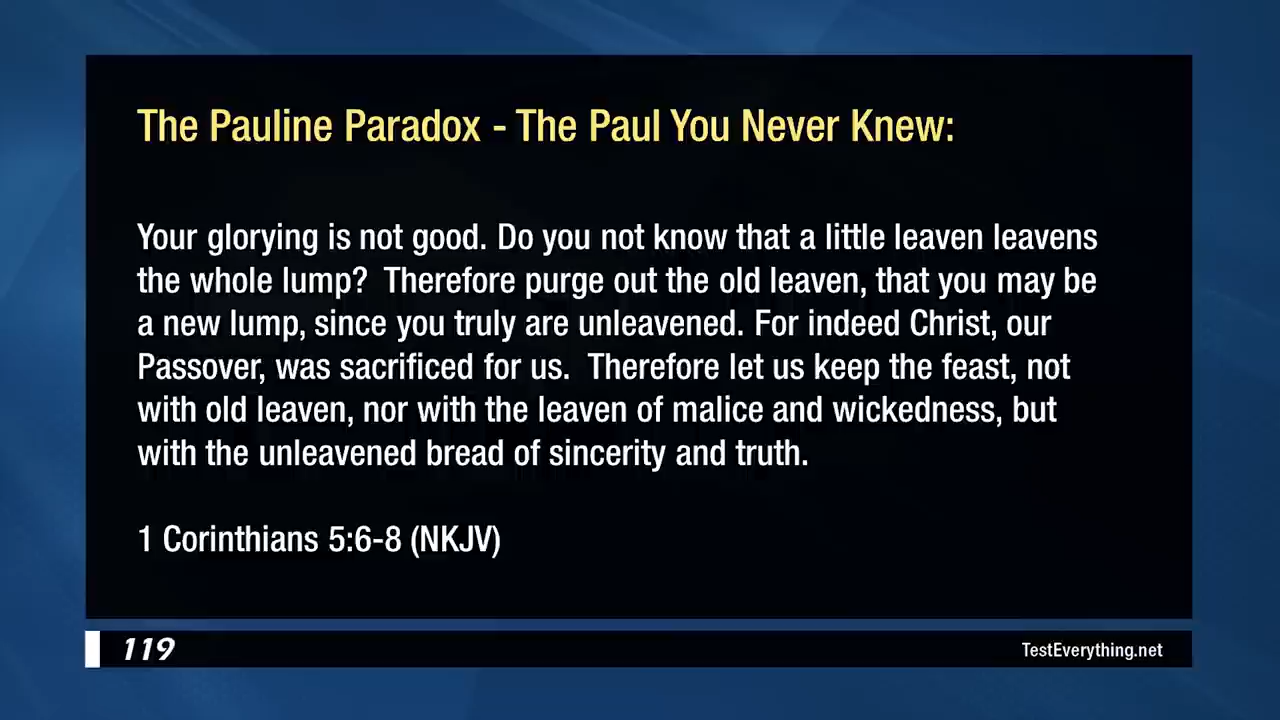 The Pauline Paradox - The Paul You Never Knew:
Your glorying is not good. Do you not know that a little leaven leavens
the whole lump? Therefore purge out the old leaven, that you may be
a new lump, since you truly are unleavened. For indeed Christ, our
Passover, was sacrificed for us. Therefore let us keep the feast, not
with old leaven, nor with the leaven of malice and wickedness, but
with the unleavened bread of sincerity and truth.
1 Corinthians 5:6-8 (NKJV)
119
TestEverything.net